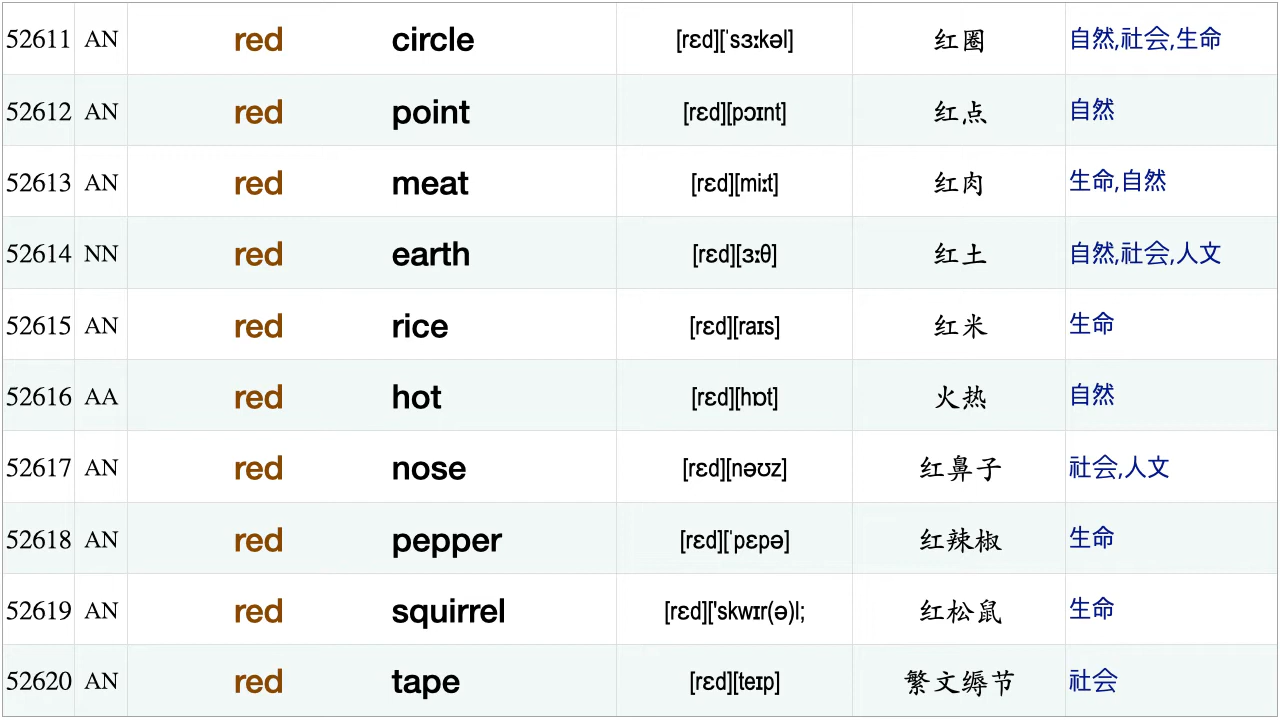 52611 AN red circle [rɛd][ˈsɜːkəl] 红圈 自然,社会,生命
52612 AN red point [rɛd][pɔɪnt] 红点 自然
52613 AN red meat [rɛd][miːt] 红肉 生命,自然
52614 NN red earth [rɛd][ɜːθ] 红土 自然,社会,人文
52615 AN red rice [rɛd][raɪs] 红米 生命
52616 AA red hot [rɛd][hɒt] 火热 自然
52617 AN red nose [rɛd][nəʊz] 红鼻子 社会,人文
52618 AN red pepper [rɛd][ˈpɛpə] 红辣椒 生命
52619 AN red squirrel [rɛd]['skwɪr(ə)l; 红松鼠 生命
52620 AN red tape [rɛd][teɪp] 繁文缛节 社会